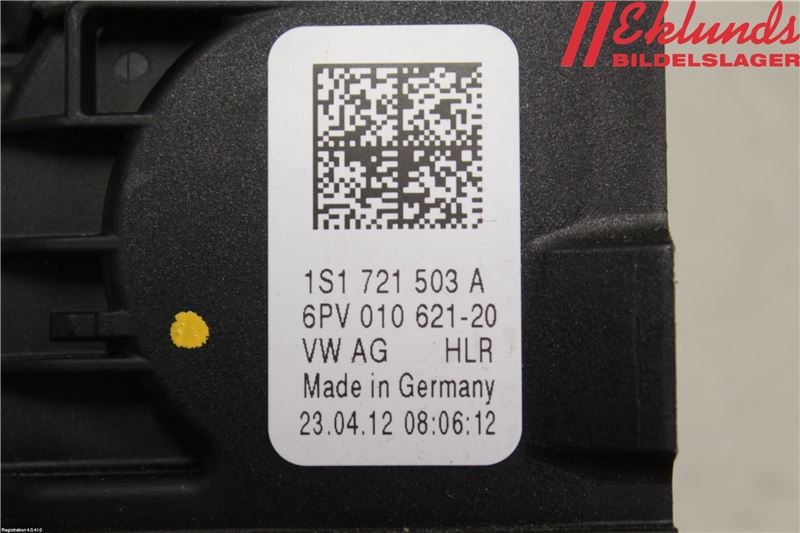 Eklunds
BILDELSLAGER
1S1 721 503 A
6PV 010 621-20
VW AG HLR
Made in Germany
23.04.12 08:06:12
Registration 4.0.41.0